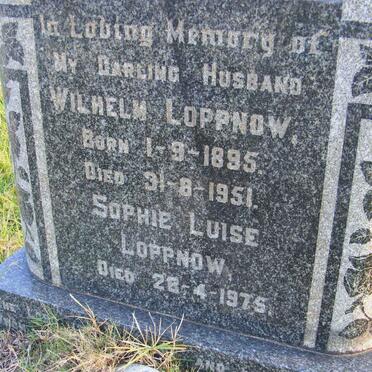 In Loving Memory of
My Darling Husband
Wilhelm Loppnow,
Born 1-9-1895.
Died 31-8-1951.
Sophie Luise
Loppnow,
Died 28-4-1975.
AND